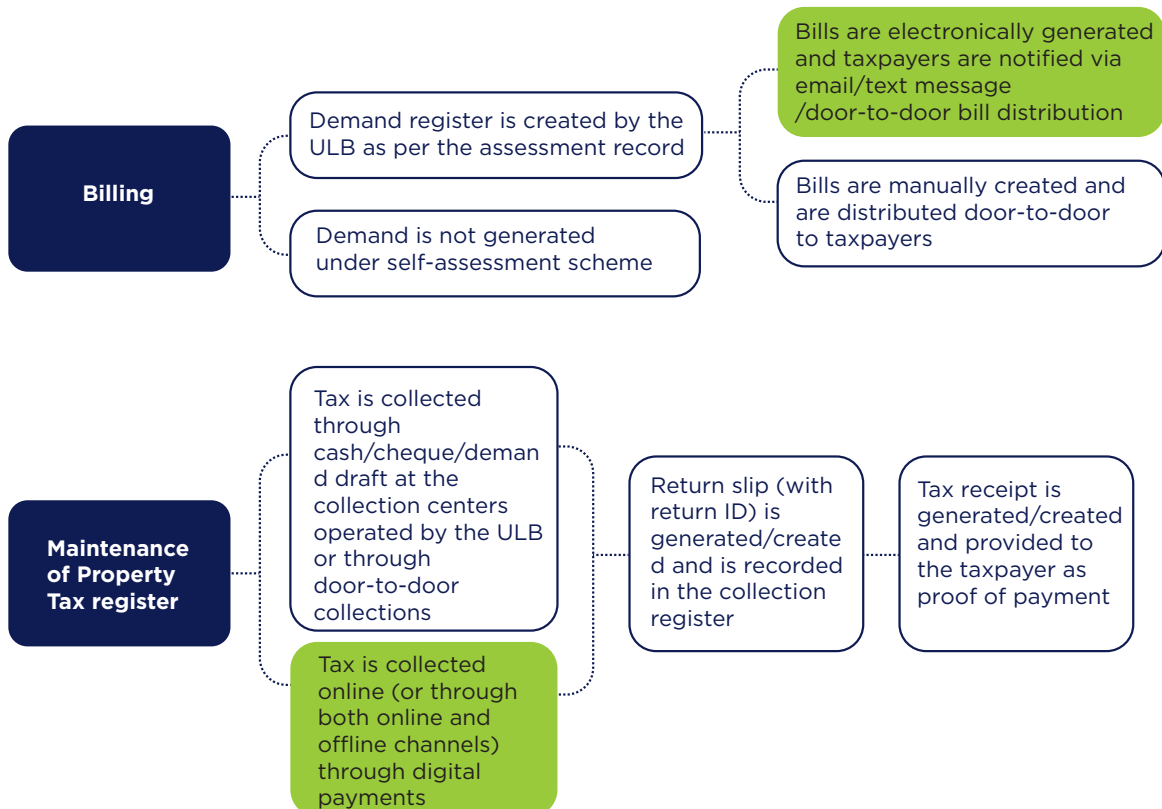 Billing
Demand register is created by the
ULB as per the assessment record
Bills are electronically generated
and taxpayers are notified via
email/text message
/door-to-door bill distribution
Bills are manually created and
are distributed door-to-door
to taxpayers
Demand is not generated
under self-assessment scheme
Maintenance
of Property
Tax register
Tax is collected
through
cash/cheque/deman
d draft at the
collection centers
operated by the ULB
or through
door-to-door
collections
Tax is collected
online (or through
both online and
offline channels)
through digital
payments
Return slip (with
return ID) is
generated/create
d and is recorded
in the collection
register
Tax receipt is
generated/created
and provided to
the taxpayer as
proof of payment